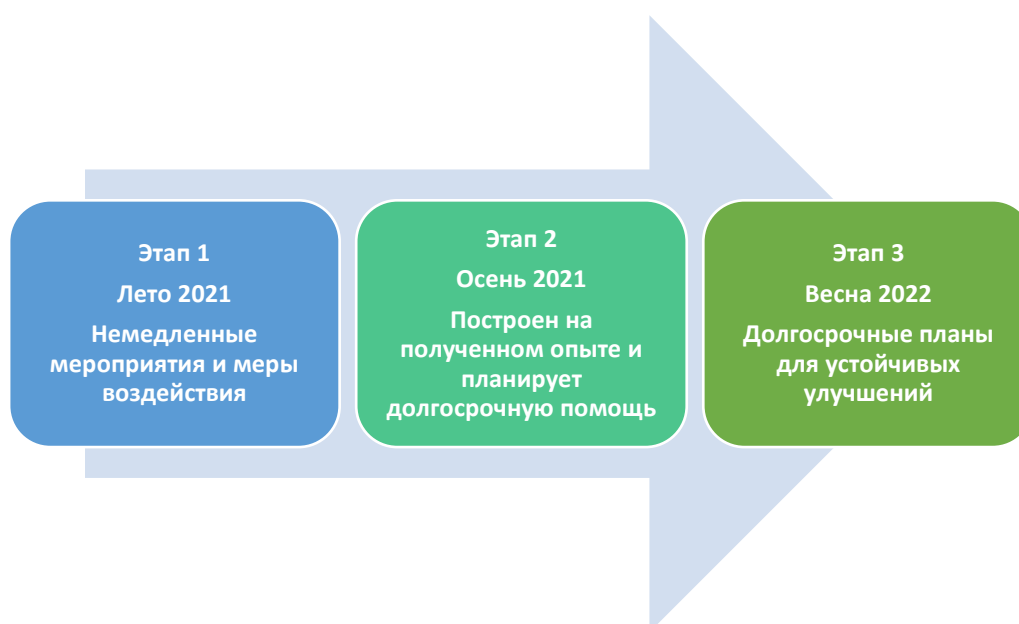 Этап 1
Лето 2021
Немедленные
мероприятия и меры
воздействия
Этап 2
Осень 2021
Построен на
полученном опыте и
планирует
долгосрочную помощь
Этап 3
Весна 2022
Долгосрочные планы
для устойчивых
улучшений